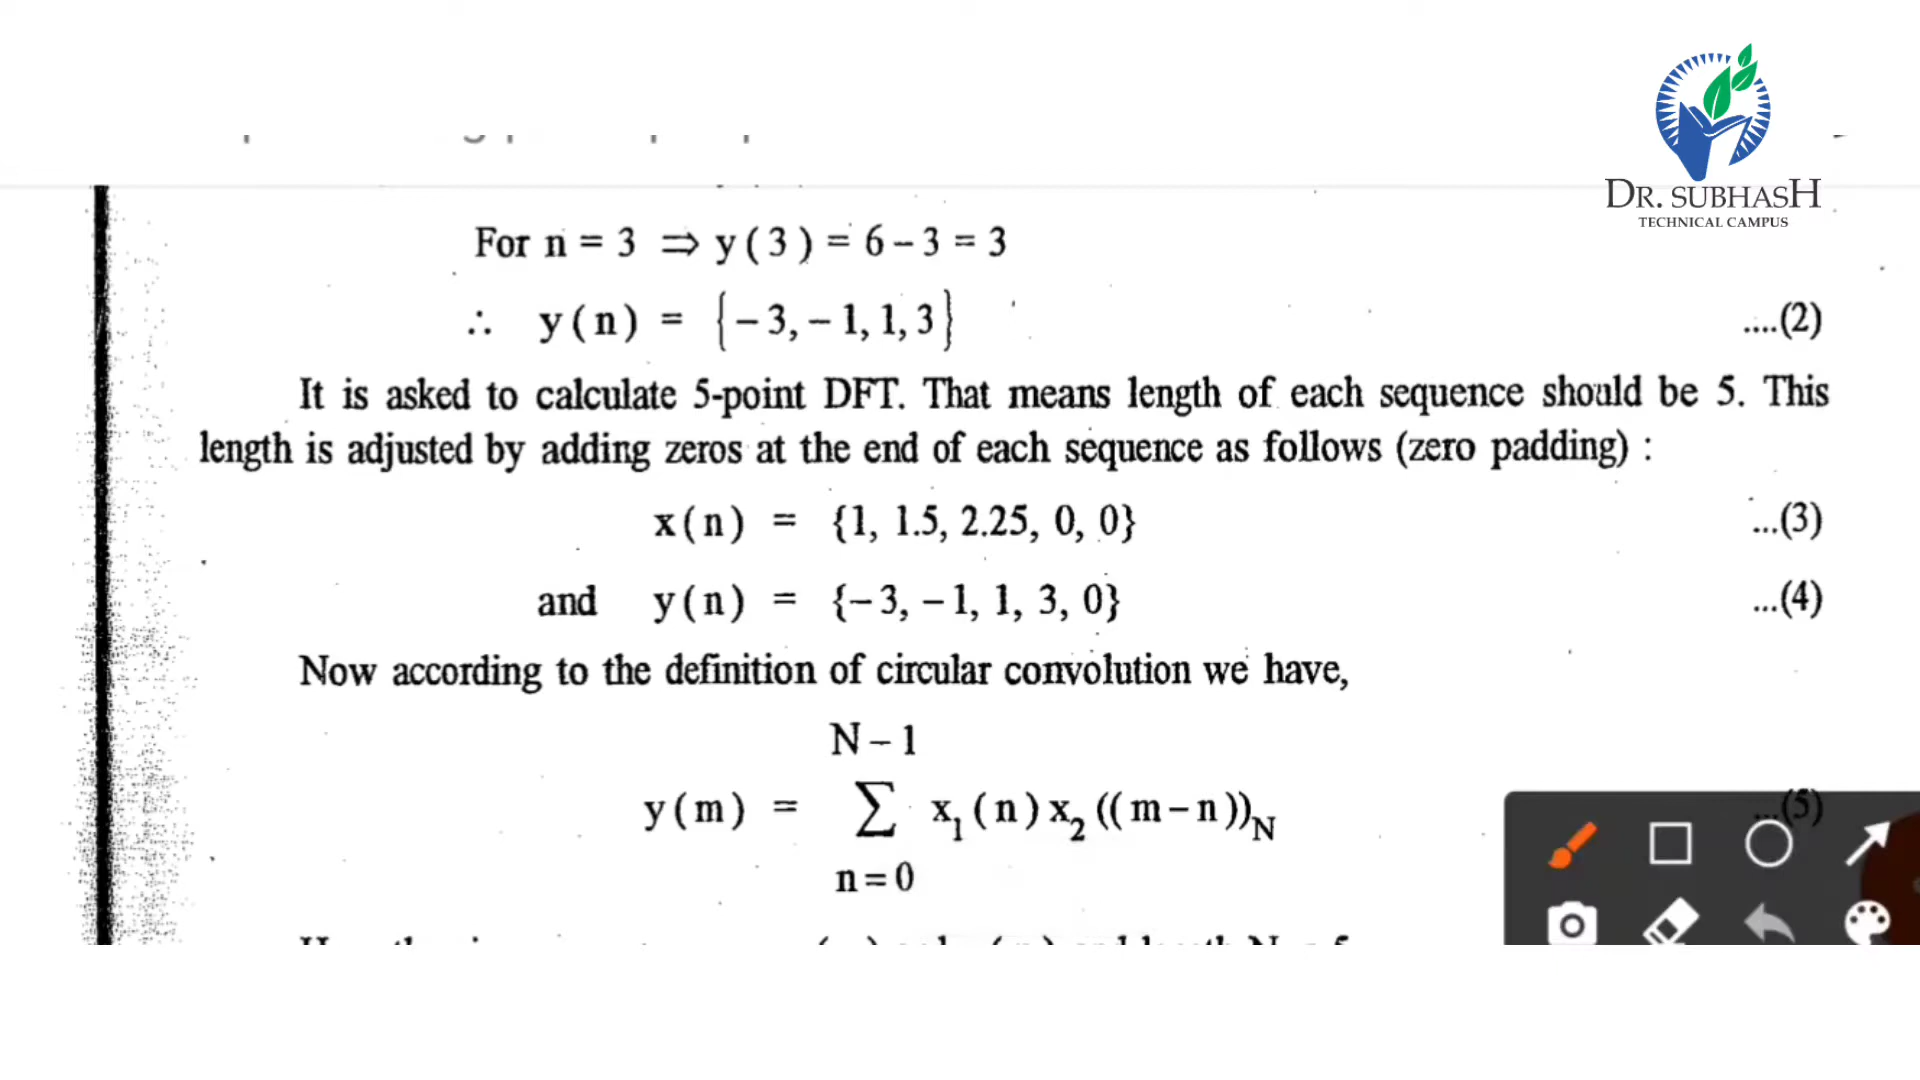 DR. SUBHASH
TECHNICAL CAMPUS
For n = 3 ⇒ y ( 3 ) = 6 – 3 = 3
∴ y ( n ) = { – 3, – 1, 1, 3 } ....(2)
It is asked to calculate 5-point DFT. That means length of each sequence should be 5. This
length is adjusted by adding zeros at the end of each sequence as follows (zero padding) :
x ( n ) = {1, 1.5, 2.25, 0, 0} ...(3)
and y ( n ) = {– 3, – 1, 1, 3, 0} ...(4)
Now according to the definition of circular convolution we have,
N – 1
y ( m ) = ∑ x₁ ( n ) x₂ (( m – n ))N ...(5)
n = 0